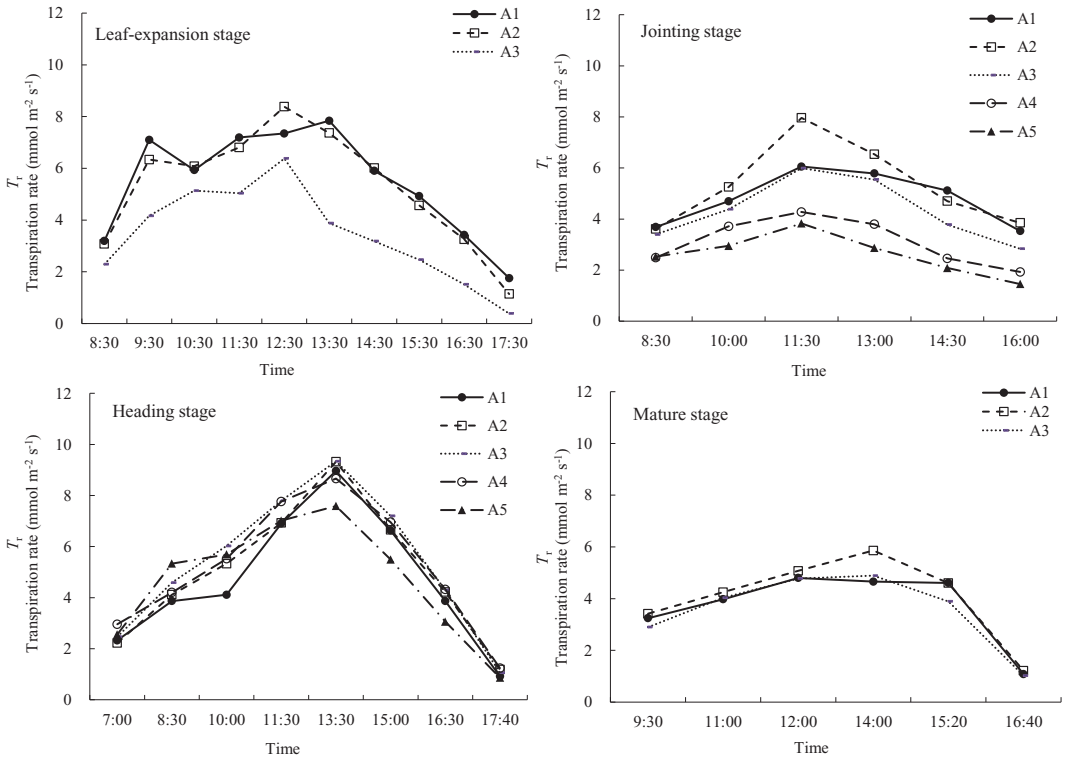 Leaf-expansion stage
A1
A2
A3
12
10
8
6
4
2
0
Tr
Transpiration rate (mmol m-2 s-1)
8:30 9:30 10:30 11:30 12:30 13:30 14:30 15:30 16:30 17:30
Time
Jointing stage
A1
A2
A3
A4
A5
12
10
8
6
4
2
0
Tr
Transpiration rate (mmol m-2 s-1)
8:30 10:00 11:30 13:00 14:30 16:00
Time
Heading stage
A1
A2
A3
A4
A5
12
10
8
6
4
2
0
Tr
Transpiration rate (mmol m-2 s-1)
7:00 8:30 10:00 11:30 13:30 15:00 16:30 17:40
Time
Mature stage
A1
A2
A3
12
10
8
6
4
2
0
Tr
Transpiration rate (mmol m-2 s-1)
9:30 11:00 12:00 14:00 15:20 16:40
Time